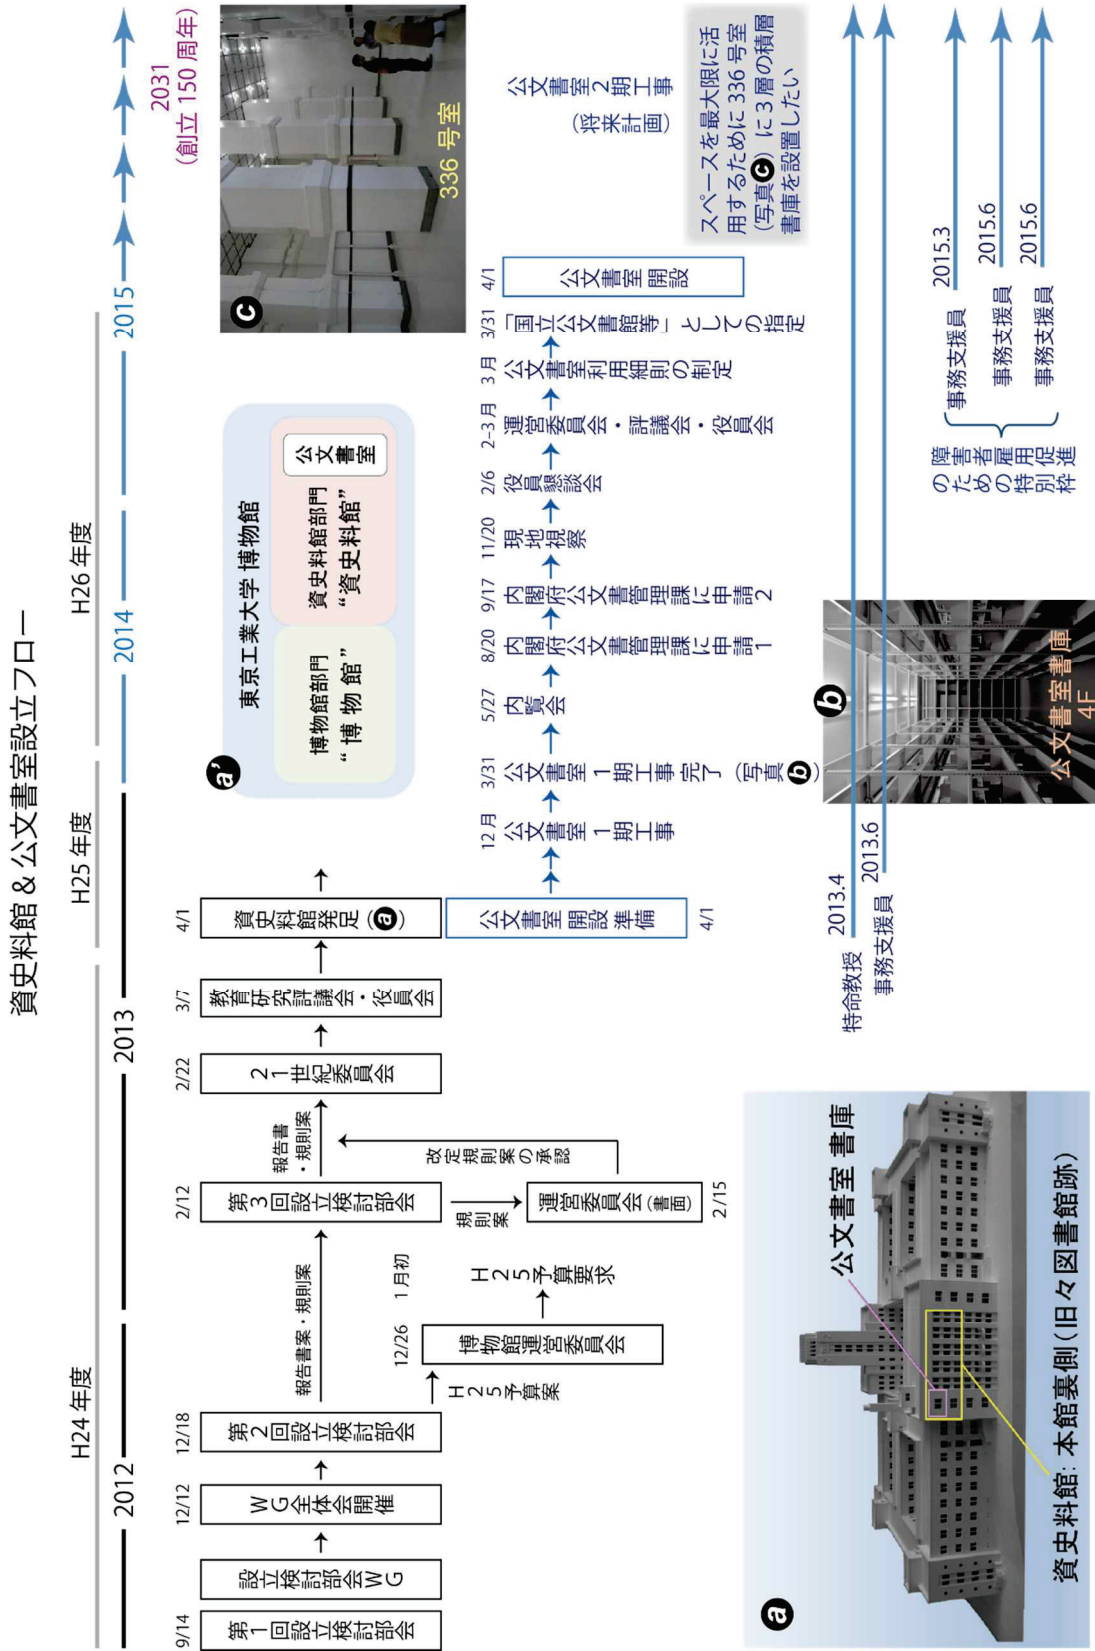 資史料館 & 公文書室設立フロー
H24 年度
H25 年度
H26 年度
2012
2013
2014
2015
2031
(創立 150 周年)
9/14
第1回設立検討部会
設立検討部会WG
12/12
WG全体会開催
12/18
第2回設立検討部会
報告書案・規則案
H25予算案
12/26
博物館運営委員会
1 月初
H25予算要求
2/12
第3回設立検討部会
規則案
運営委員会(書面)
2/15
改定規則案の承認
報告書
・規則案
2/22
21世紀委員会
3/7
教育研究評議会・役員会
4/1
資史料館発足(a)
公文書室開設準備
4/1
12 月
公文書室1期工事
3/31
公文書室1期工事完了(写真b)
5/27
内覧会
8/20
内閣府公文書管理課に申請1
9/17
内閣府公文書管理課に申請2
11/20
現地視察
2/6
役員懇談会
2-3 月
運営委員会・評議会・役員会
3 月
公文書室利用細則の制定
3/31
「国立公文書館等」としての指定
4/1
公文書室開設
公文書室2期工事
(将来計画)
スペースを最大限に活
用するために 336 号室
(写真c)に3層の積層
書庫を設置したい
a'
東京工業大学 博物館
博物館部門
“ 博 物 館”
資史料館部門
“資史料館”
公文書室
c
336 号室
a
公文書室 書庫
資史料館: 本館裏側(旧々図書館跡)
b
公文書室書庫
4F
特命教授 2013.4
事務支援員 2013.6
障害者雇用促進
のための特別枠
事務支援員 2015.3
事務支援員 2015.6
事務支援員 2015.6